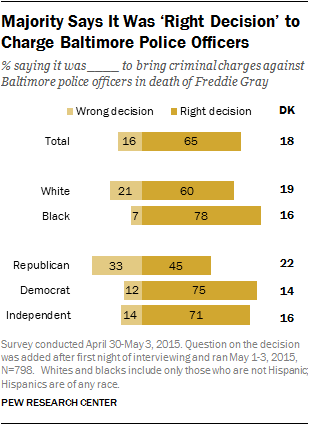 Majority Says It Was ‘Right Decision’ to
Charge Baltimore Police Officers
% saying it was ____ to bring criminal charges against
Baltimore police officers in death of Freddie Gray
Wrong decision Right decision DK
Total 16 65 18
White 21 60 19
Black 7 78 16
Republican 33 45 22
Democrat 12 75 14
Independent 14 71 16
Survey conducted April 30-May 3, 2015. Question on the decision
was added after first night of interviewing and ran May 1-3, 2015,
N=798. Whites and blacks include only those who are not Hispanic;
Hispanics are of any race.
PEW RESEARCH CENTER